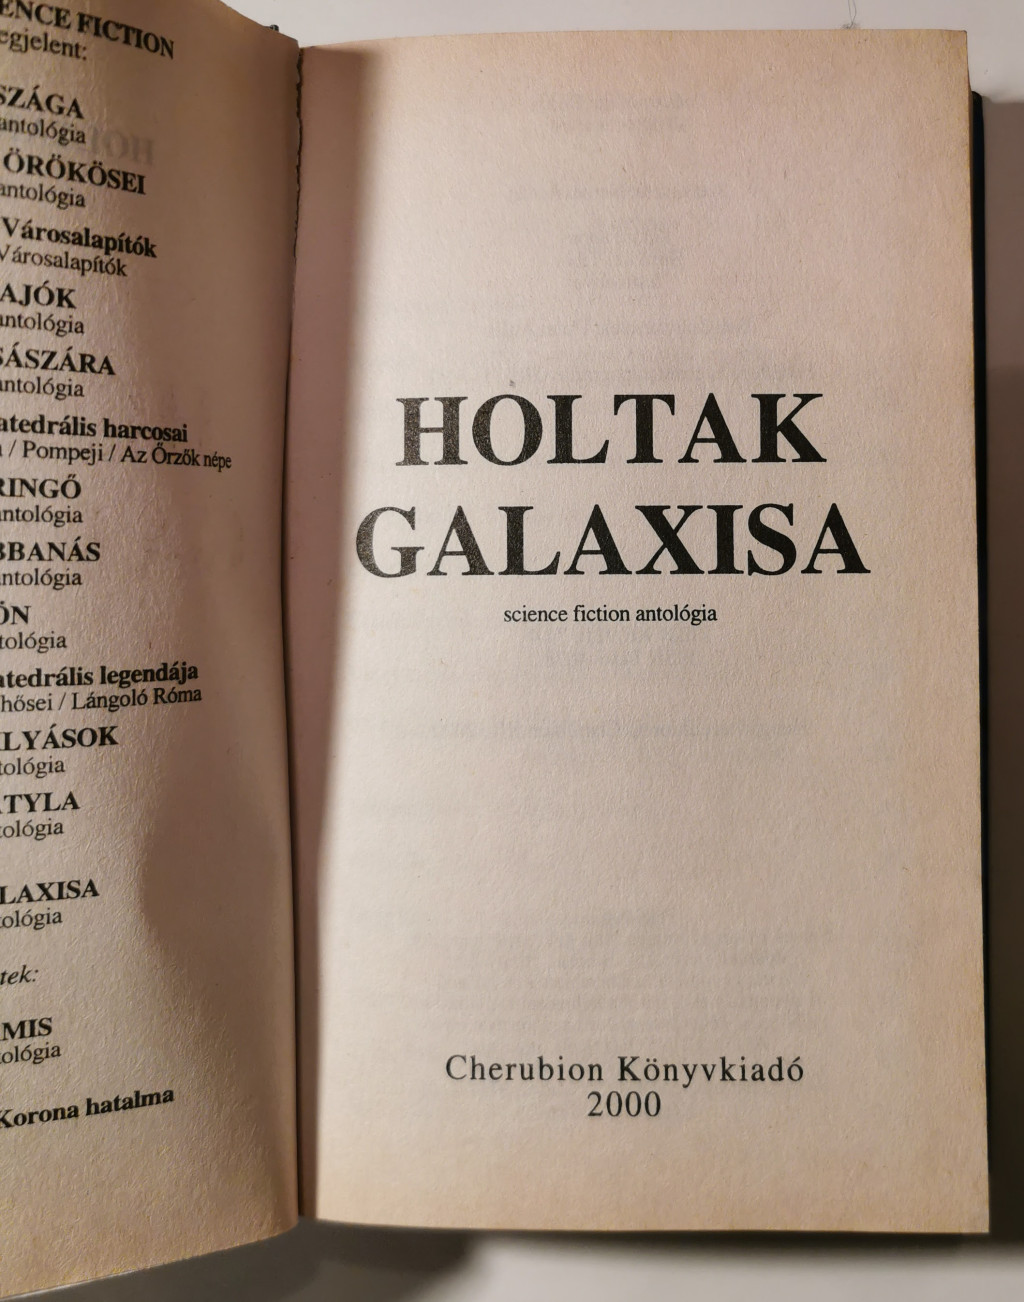 ENCE FICTION
egjelent:
SZÁGA
antológia
ÖRÖKÖSEI
antológia
Városalapítók
Városalapítók
AJÓK
antológia
SÁSZÁRA
antológia
atedrális harcosai
/ Pompeji / Az Őrzők népe
RINGŐ
antológia
BBANÁS
antológia
ÓN
tológia
atedrális legendája
hősei / Lángoló Róma
LYÁSOK
tológia
TYLA
tológia
LAXISA
tológia
tek:
MIS
tológia
Korona hatalma
HOLTAK
GALAXISA
science fiction antológia
Cherubion Könyvkiadó
2000